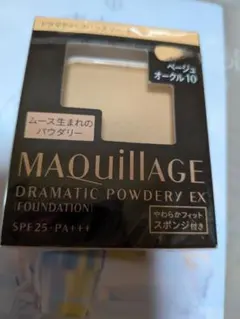 ベージュ
オークル10
ムース生まれの
パウダリー
MAQuillAGE
DRAMATIC POWDERY EX
(FOUNDATION)
SPF25・PA+++
やわらかフィット
スポンジ付き